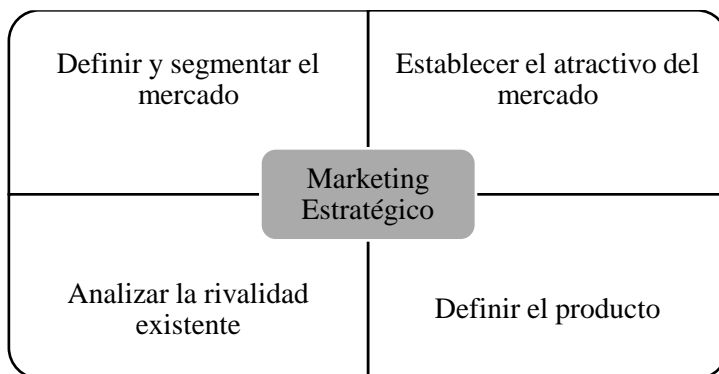 Definir y segmentar el
mercado
Establecer el atractivo del
mercado
Marketing
Estratégico
Analizar la rivalidad
existente
Definir el producto